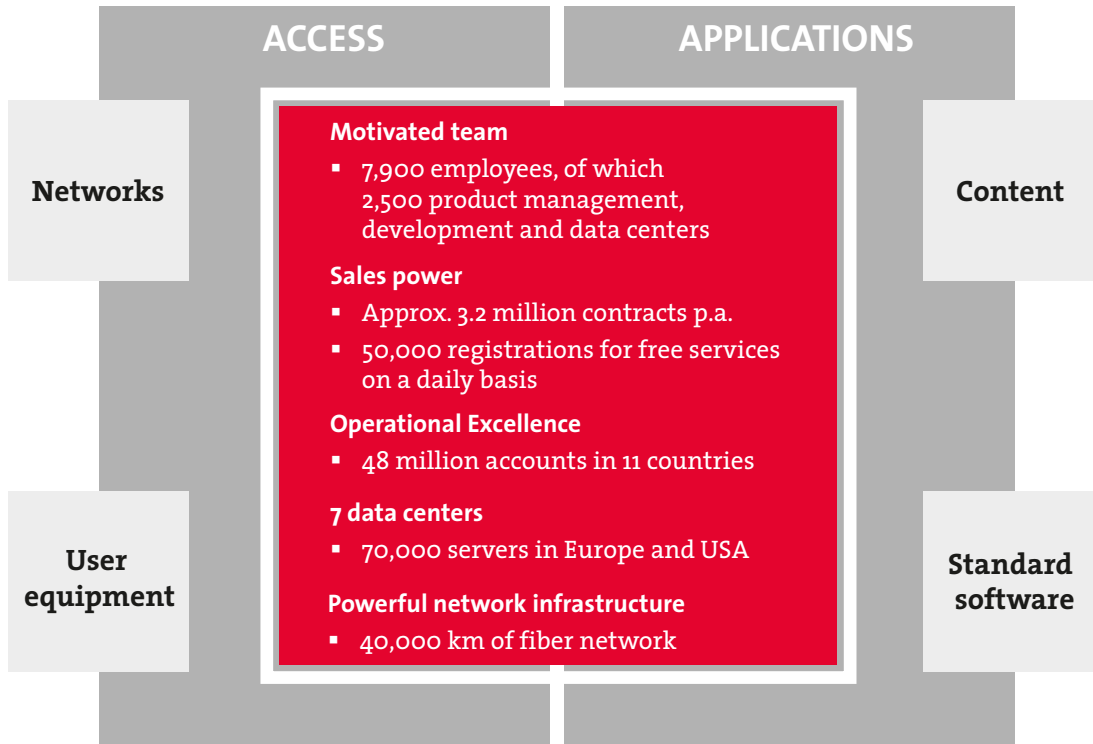 ACCESS
APPLICATIONS
Networks
User
equipment
Motivated team
▪ 7,900 employees, of which
2,500 product management,
development and data centers
Sales power
▪ Approx. 3.2 million contracts p.a.
▪ 50,000 registrations for free services
on a daily basis
Operational Excellence
▪ 48 million accounts in 11 countries
7 data centers
▪ 70,000 servers in Europe and USA
Powerful network infrastructure
▪ 40,000 km of fiber network
Content
Standard
software